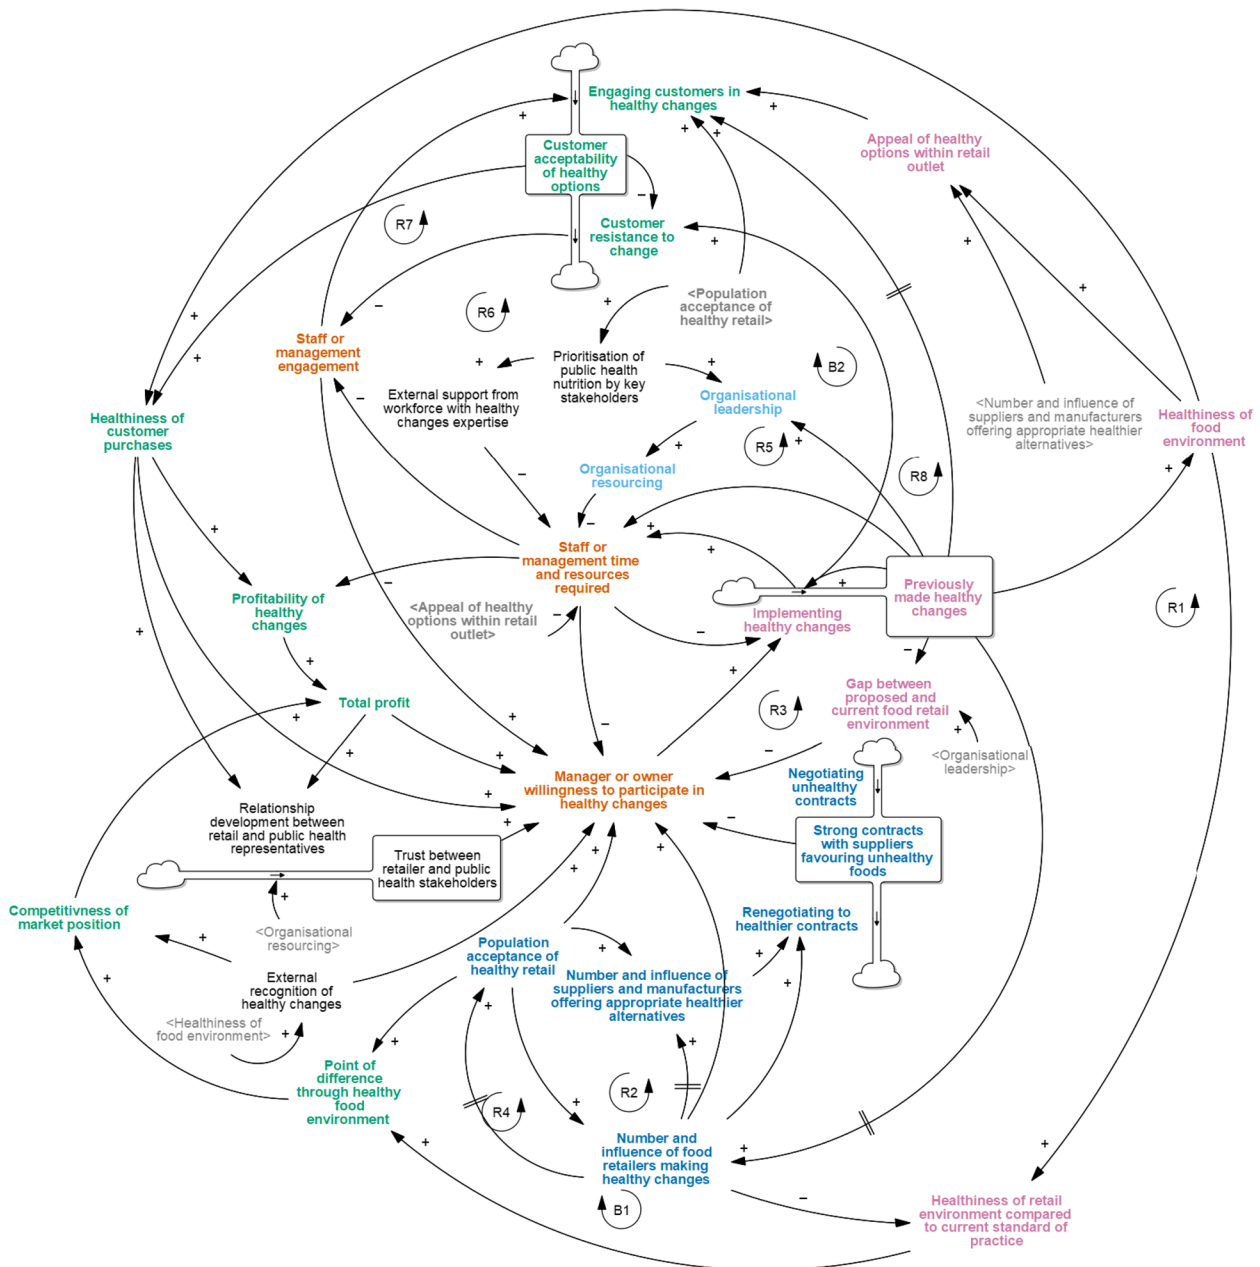 Engaging customers in
healthy changes
Appeal of healthy
options within retail
outlet
Customer
acceptability
of healthy
options
R7
Customer
resistance to
change
<Population
acceptance of
healthy retail>
R6
Staff or
management
engagement
Prioritisation of
public health
nutrition by key
stakeholders
B2
External support from
workforce with healthy
changes expertise
Organisational
leadership
<Number and influence of
suppliers and manufacturers
offering appropriate healthier
alternatives>
Healthiness of
food
environment
Healthiness of
customer
purchases
R5
Organisational
resourcing
R8
Staff or
management time
and resources
required
Profitability of
healthy
changes
<Appeal of healthy
options within retail
outlet>
Implementing
healthy changes
Previously
made healthy
changes
R1
Total profit
R3
Gap between
proposed and
current food retail
environment
<Organisational
leadership>
Manager or owner
willingness to participate in
healthy changes
Negotiating
unhealthy
contracts
Relationship
development between
retail and public health
representatives
Strong contracts
with suppliers
favouring unhealthy
foods
Trust between
retailer and public
health stakeholders
Competitivness of
market position
<Organisational
resourcing>
Renegotiating to
healthier contracts
Population
acceptance of
healthy retail
External
recognition of
healthy changes
Number and influence of
suppliers and manufacturers
offering appropriate healthier
alternatives
<Healthiness of
food environment>
Point of
difference
through healthy
food
environment
R4
R2
Number and
influence of food
retailers making
healthy changes
B1
Healthiness of retail
environment compared
to current standard of
practice